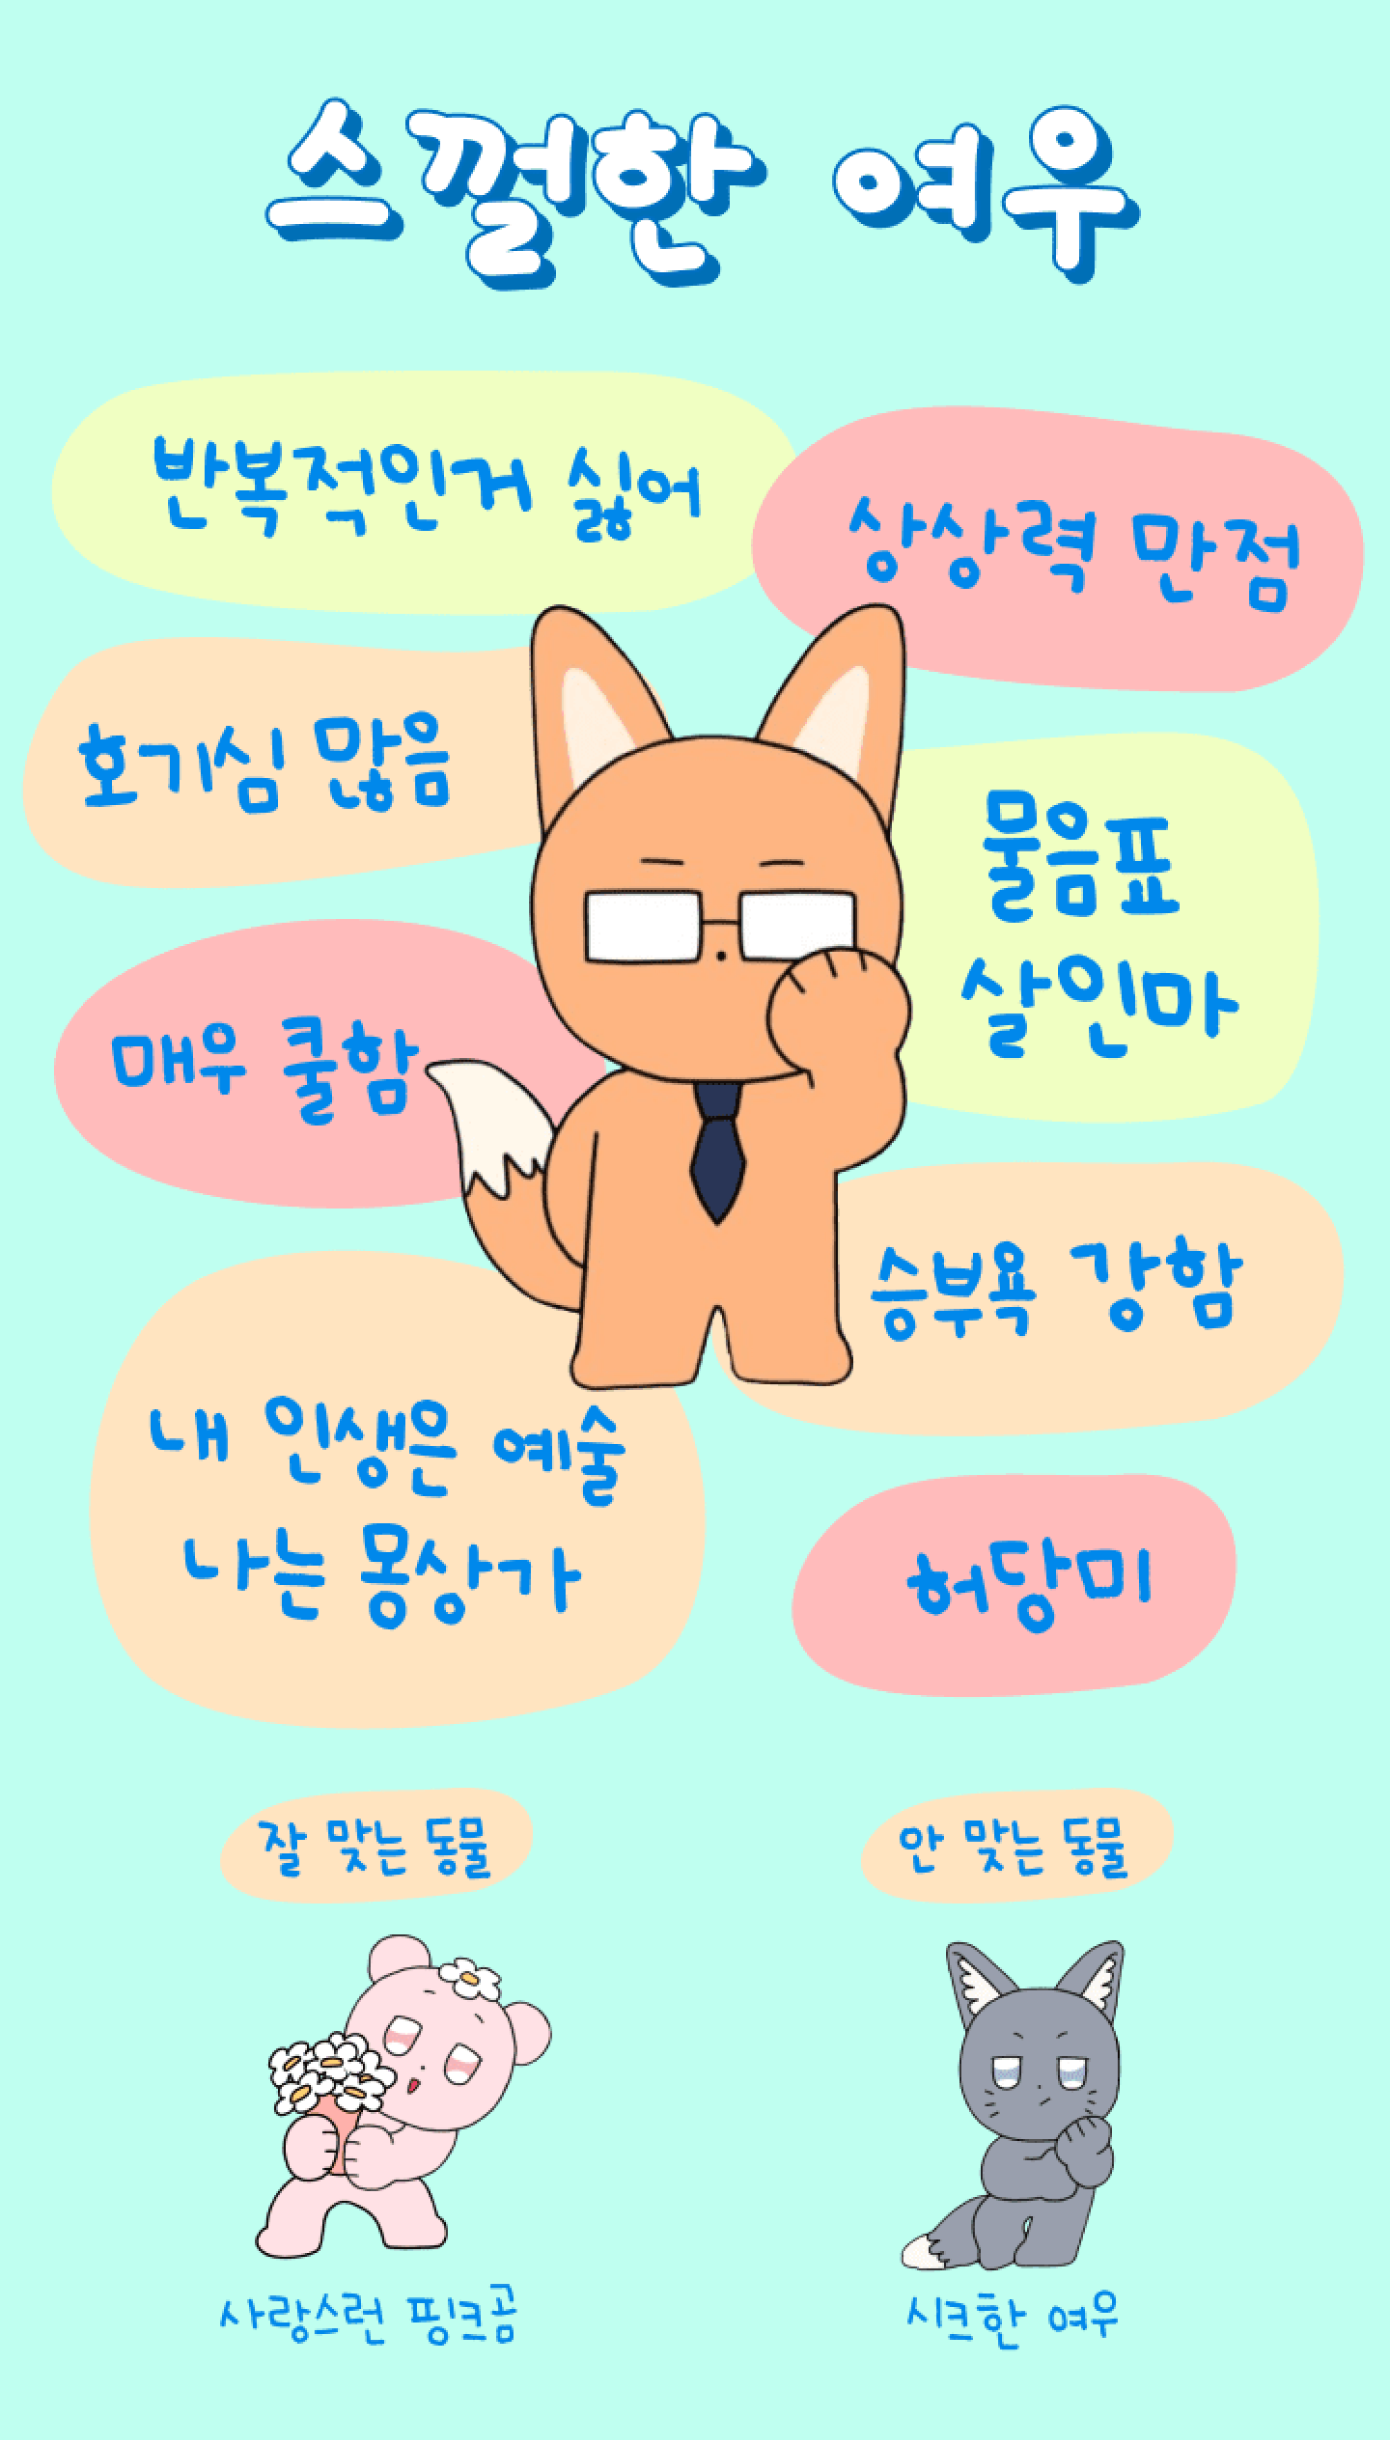 스껄한 여우
반복적인거 싫어
상상력 만점
호기심 많음
물음표
살인마
매우 쿨함
승부욕 강함
내 인생은 예술
나는 몽상가
허당미
잘 맞는 동물
안 맞는 동물
사랑스런 핑크곰
시크한 여우